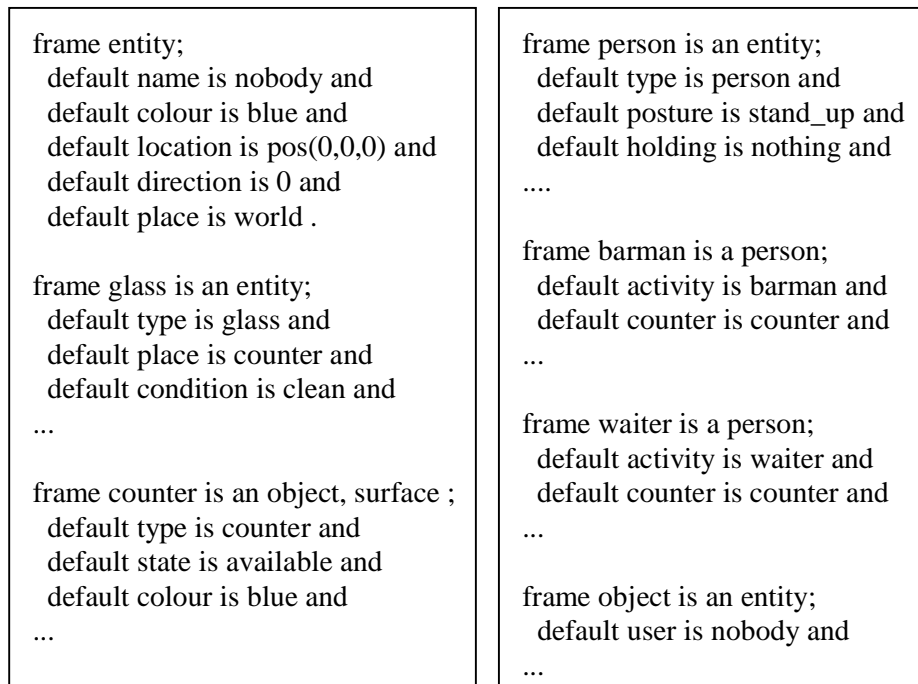 frame entity;
default name is nobody and
default colour is blue and
default location is pos(0,0,0) and
default direction is 0 and
default place is world .
frame glass is an entity;
default type is glass and
default place is counter and
default condition is clean and
...
frame counter is an object, surface ;
default type is counter and
default state is available and
default colour is blue and
...
frame person is an entity;
default type is person and
default posture is stand_up and
default holding is nothing and
....
frame barman is a person;
default activity is barman and
default counter is counter and
...
frame waiter is a person;
default activity is waiter and
default counter is counter and
...
frame object is an entity;
default user is nobody and
...